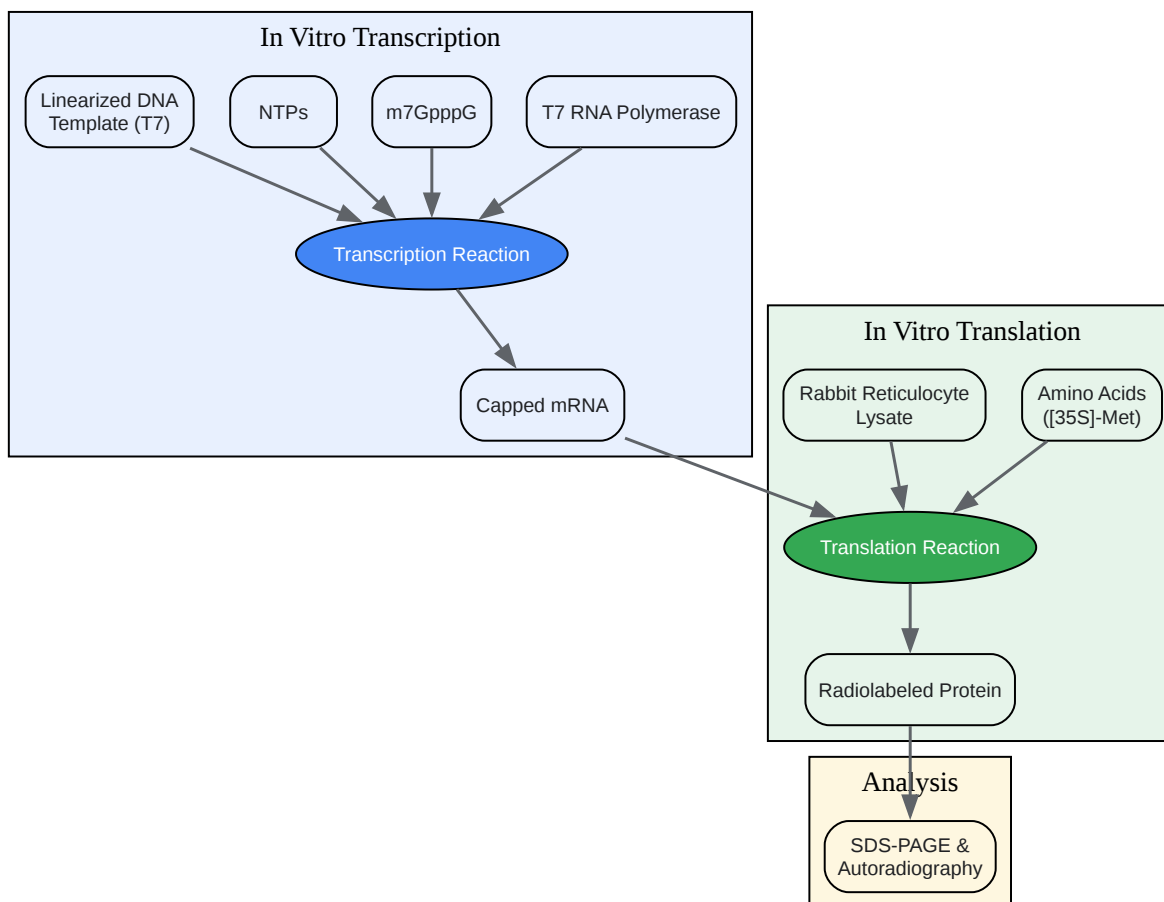 In Vitro Transcription
Linearized DNA
Template (T7)
NTPs
m7GpppG
T7 RNA Polymerase
Transcription Reaction
Capped mRNA
In Vitro Translation
Rabbit Reticulocyte
Lysate
Amino Acids
([35S]-Met)
Translation Reaction
Radiolabeled Protein
Analysis
SDS-PAGE &
Autoradiography